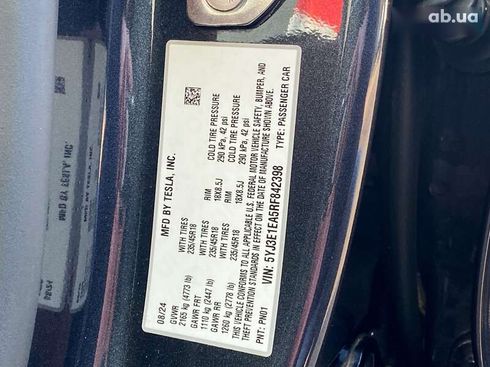 ab.ua
MFD BY TESLA, INC.
08/24
GVWR
2165 kg (4773 lb)
GAWR FRT WITH TIRES RIM COLD TIRE PRESSURE
1110 kg (2447 lb) 235/45R18 18X8.5J 290 kPa, 42 psi
GAWR RR WITH TIRES RIM COLD TIRE PRESSURE
1260 kg (2778 lb) 235/45R18 18X8.5J 290 kPa, 42 psi
THIS VEHICLE CONFORMS TO ALL APPLICABLE U.S. FEDERAL MOTOR VEHICLE SAFETY, BUMPER, AND
THEFT PREVENTION STANDARDS IN EFFECT ON THE DATE OF MANUFACTURE SHOWN ABOVE.
VIN: 5YJ3E1EA5RF842398 TYPE: PASSENGER CAR
PNT: PN01